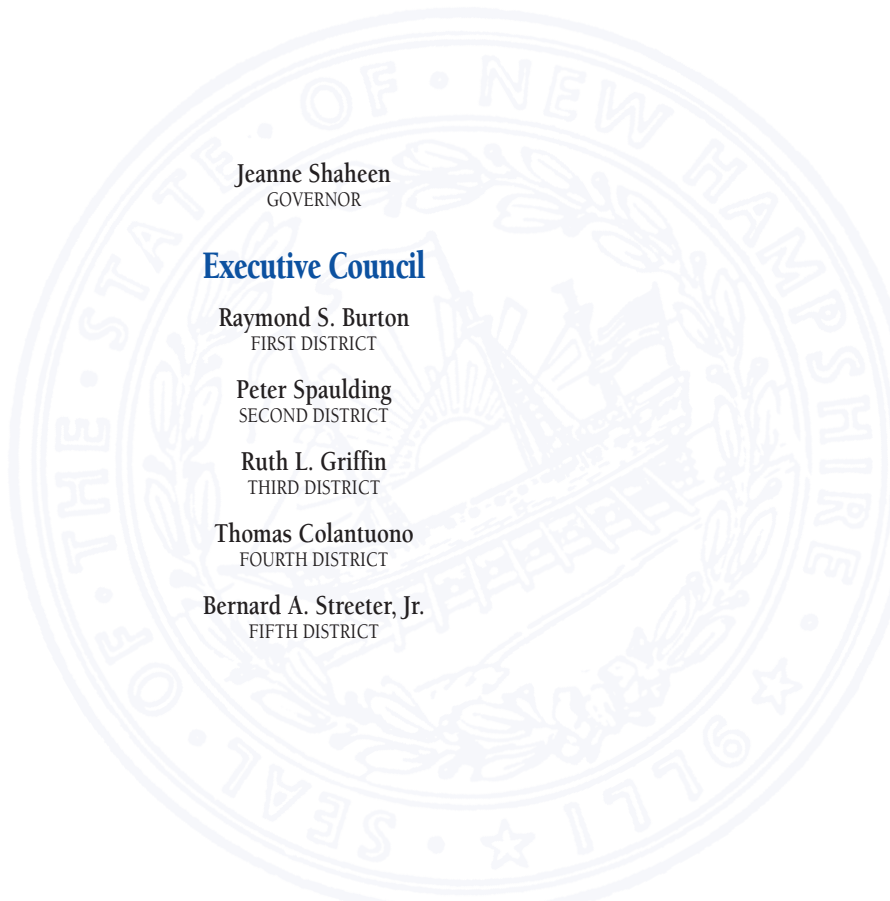 Jeanne Shaheen
GOVERNOR
Executive Council
Raymond S. Burton
FIRST DISTRICT
Peter Spaulding
SECOND DISTRICT
Ruth L. Griffin
THIRD DISTRICT
Thomas Colantuono
FOURTH DISTRICT
Bernard A. Streeter, Jr.
FIFTH DISTRICT
SEAL • OF • THE • STATE • OF • NEW HAMPSHIRE • 1776